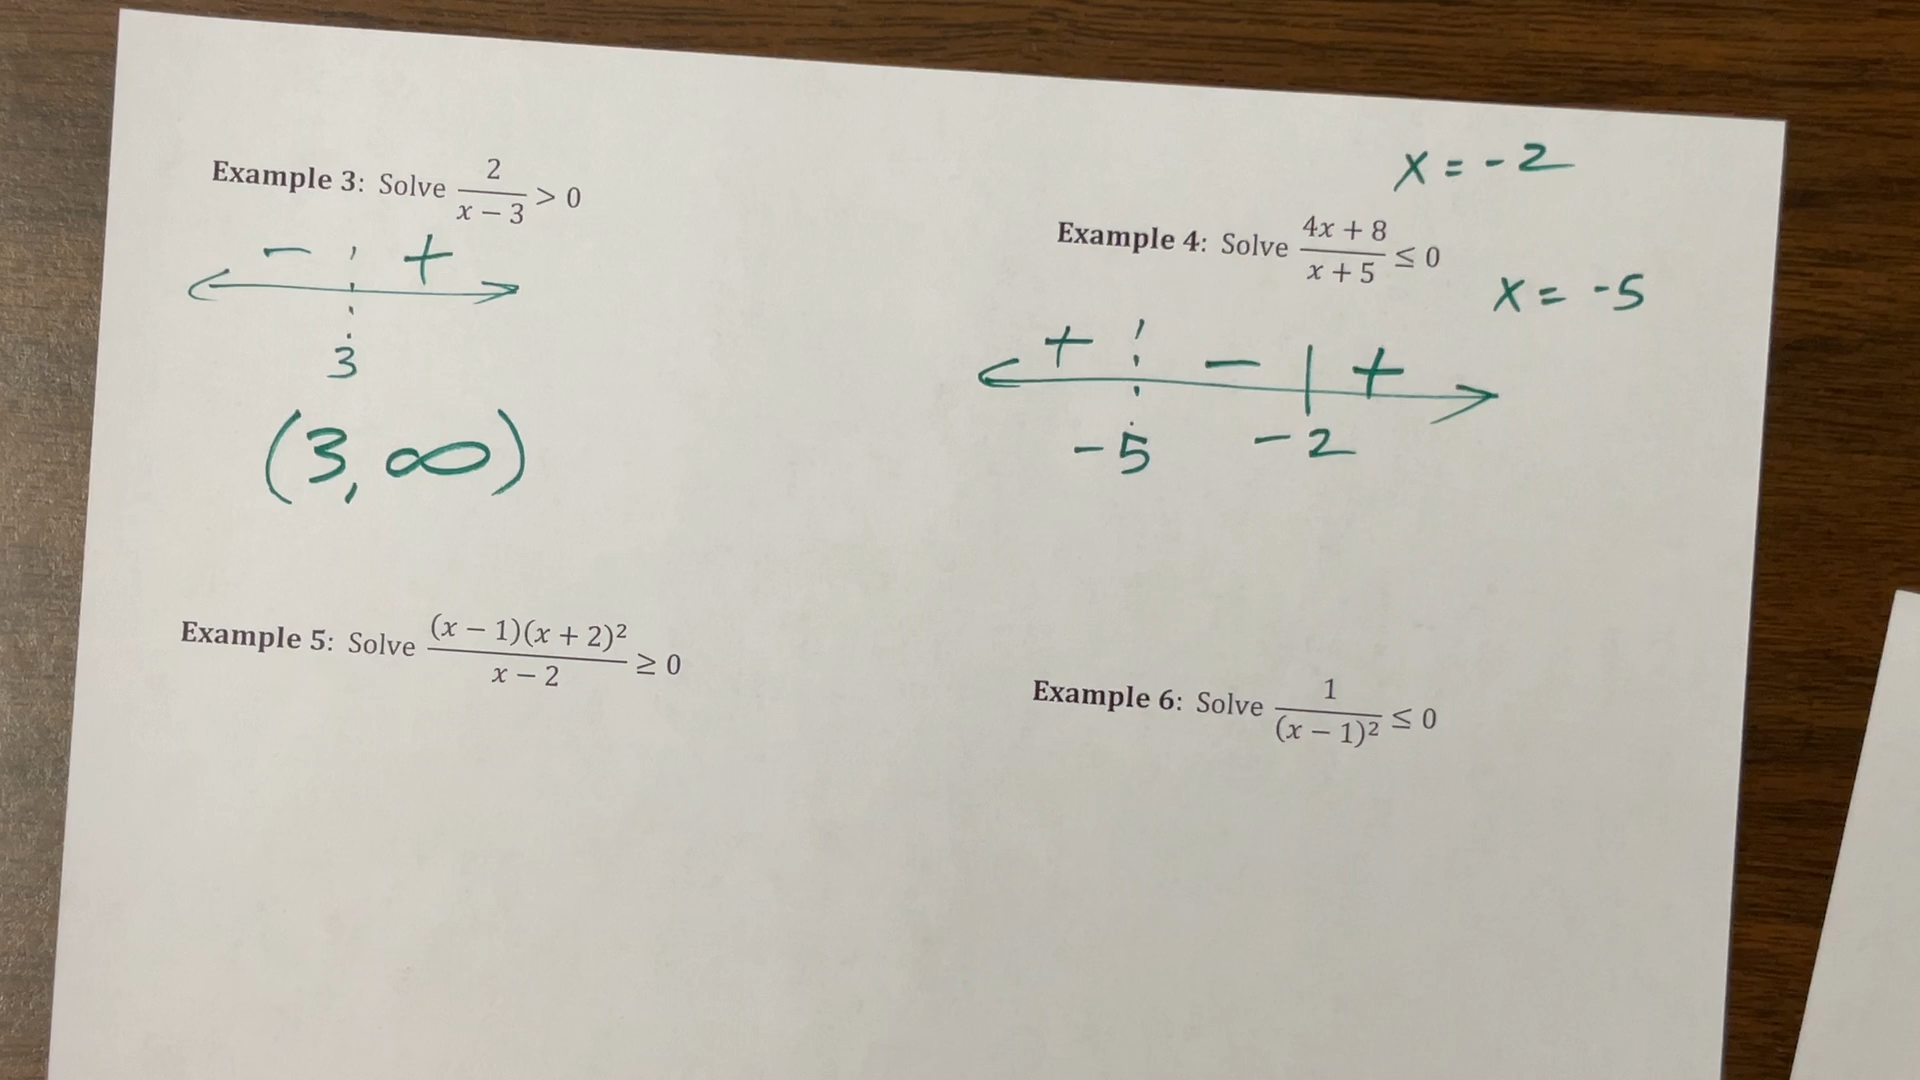 Example 3: Solve 2/(x − 3) > 0
− +
3
(3, ∞)
x = -2
Example 4: Solve (4x + 8)/(x + 5) ≤ 0
x = -5
+ − +
-5 -2
Example 5: Solve (x − 1)(x + 2)²/(x − 2) ≥ 0
Example 6: Solve 1/(x − 1)² ≤ 0